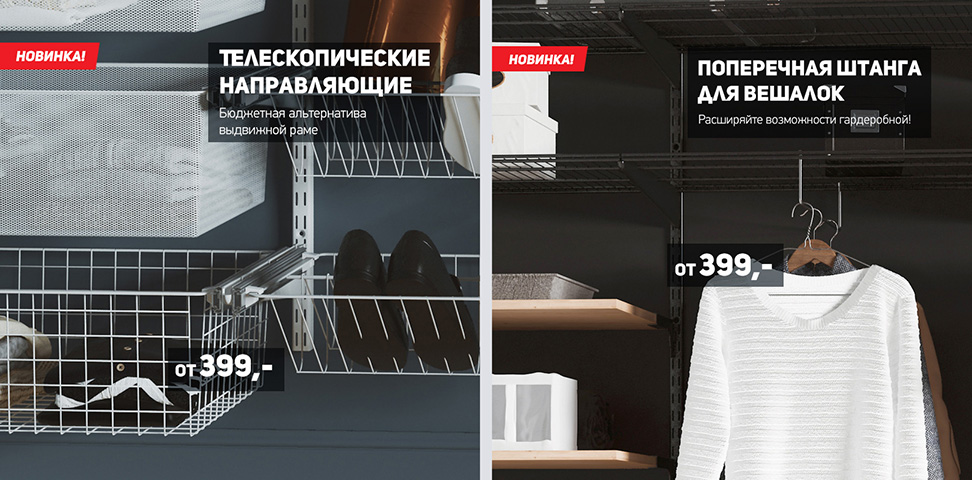 НОВИНКА!
ТЕЛЕСКОПИЧЕСКИЕ
НАПРАВЛЯЮЩИЕ
Бюджетная альтернатива
выдвижной раме
от 399,-
НОВИНКА!
ПОПЕРЕЧНАЯ ШТАНГА
ДЛЯ ВЕШАЛОК
Расширяйте возможности гардеробной!
от 399,-